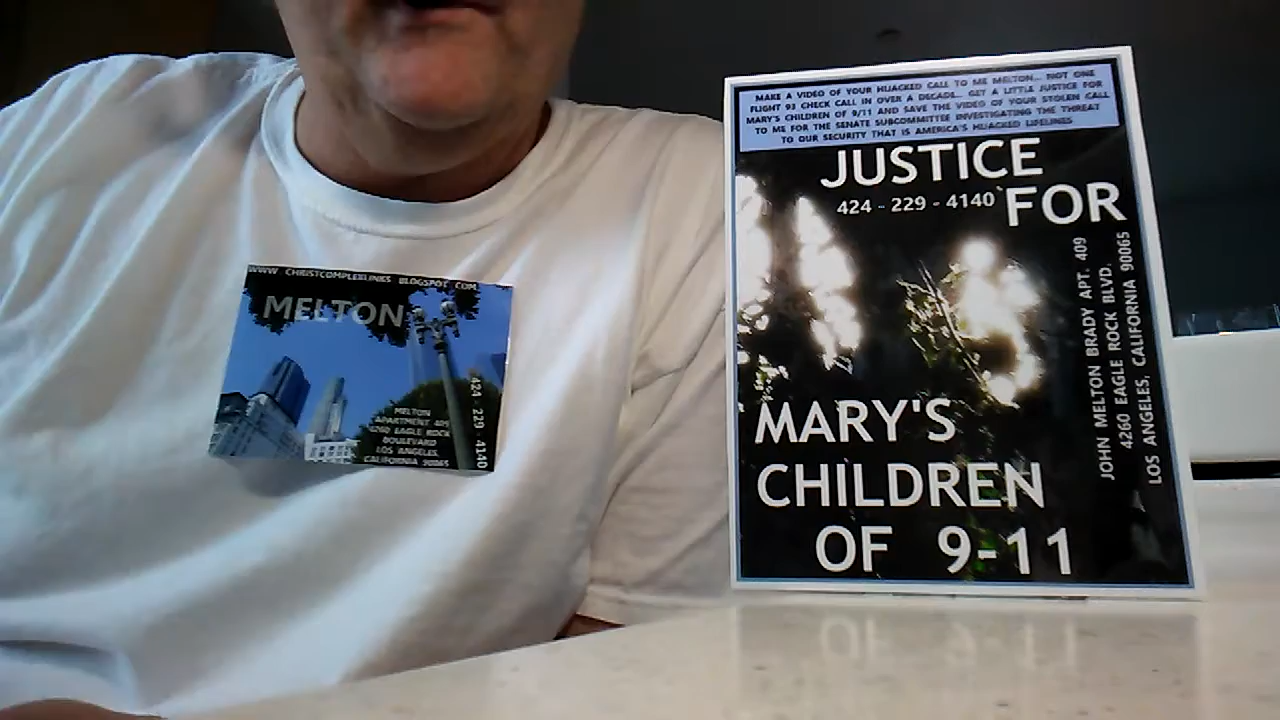 WWW CHRISTCOMPLEXLINKS BLOGSPOT COM
MELTON
424 229 4140
MELTON
APARTMENT 409
4260 EAGLE ROCK
BOULEVARD
LOS ANGELES,
CALIFORNIA 90065
MAKE A VIDEO OF YOUR HIJACKED CALL TO ME MELTON... NOT ONE
FLIGHT 93 CHECK CALL IN OVER A DECADE... GET A LITTLE JUSTICE FOR
MARY'S CHILDREN OF 9/11 AND SAVE THE VIDEO OF YOUR STOLEN CALL
TO ME FOR THE SENATE SUBCOMMITTEE INVESTIGATING THE THREAT
TO OUR SECURITY THAT IS AMERICA'S HIJACKED LIFELINES
JUSTICE
424 - 229 - 4140
FOR
JOHN MELTON BRADY APT. 409
4260 EAGLE ROCK BLVD.
LOS ANGELES, CALIFORNIA 90065
MARY'S
CHILDREN
OF 9-11